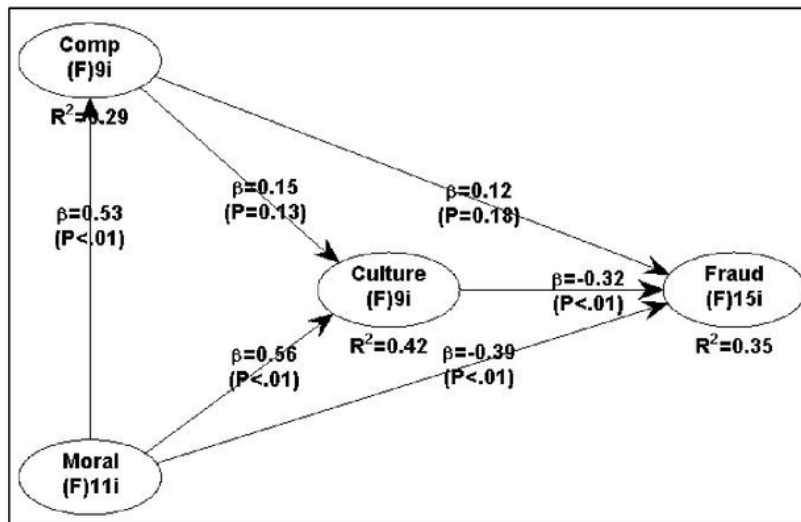 Comp
(F)9i
R²=0.29
β=0.53
(P<.01)
β=0.15
(P=0.13)
β=0.12
(P=0.18)
Culture
(F)9i
R²=0.42
β=-0.32
(P<.01)
Fraud
(F)15i
R²=0.35
β=0.56
(P<.01)
β=-0.39
(P<.01)
Moral
(F)11i